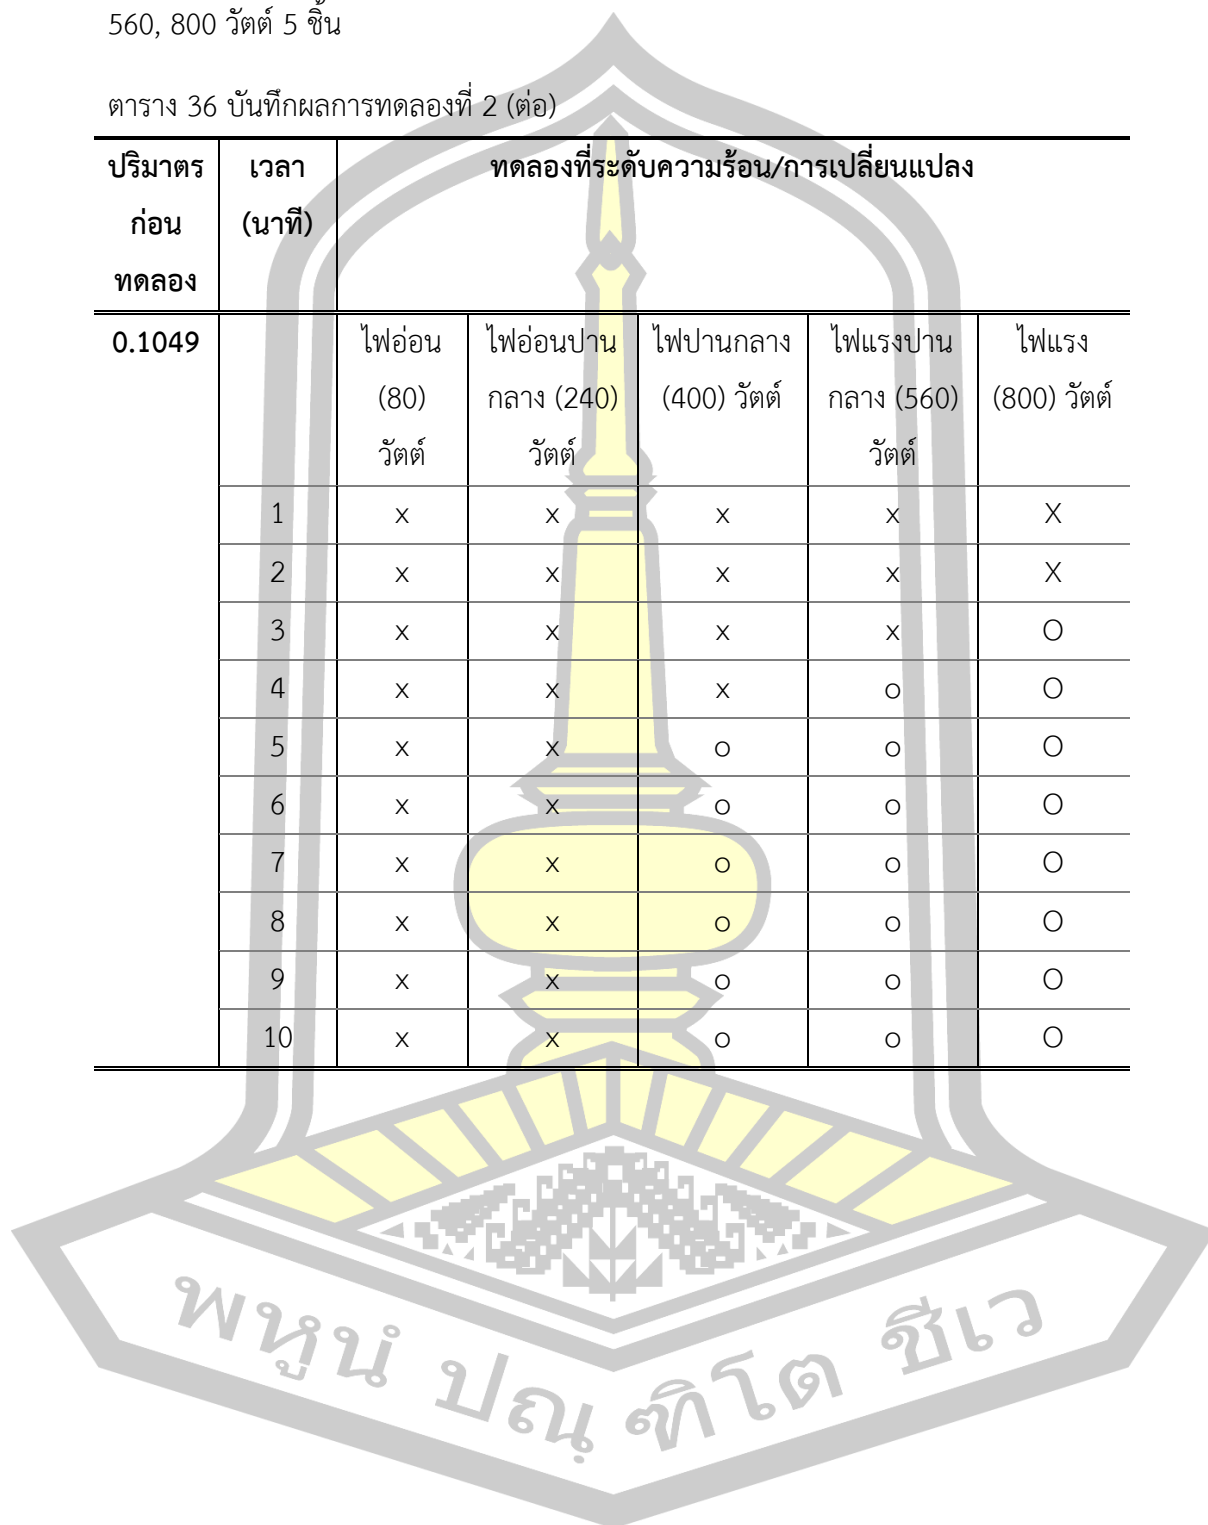 560, 800 วัตต์ 5 ชิ้น
ตาราง 36 บันทึกผลการทดลองที่ 2 (ต่อ)
ปริมาตร เวลา ทดลองที่ระดับความร้อน/การเปลี่ยนแปลง
ก่อน (นาที)
ทดลอง
0.1049 ไฟอ่อน ไฟอ่อนปาน ไฟปานกลาง ไฟแรงปาน ไฟแรง
(80) กลาง (240) (400) วัตต์ กลาง (560) (800) วัตต์
วัตต์ วัตต์ วัตต์
1 x x x x X
2 x x x x X
3 x x x x O
4 x x x o O
5 x x o o O
6 x x o o O
7 x x o o O
8 x x o o O
9 x x o o O
10 x x o o O
พหูนํ ปณฺฑิโต ชีเว